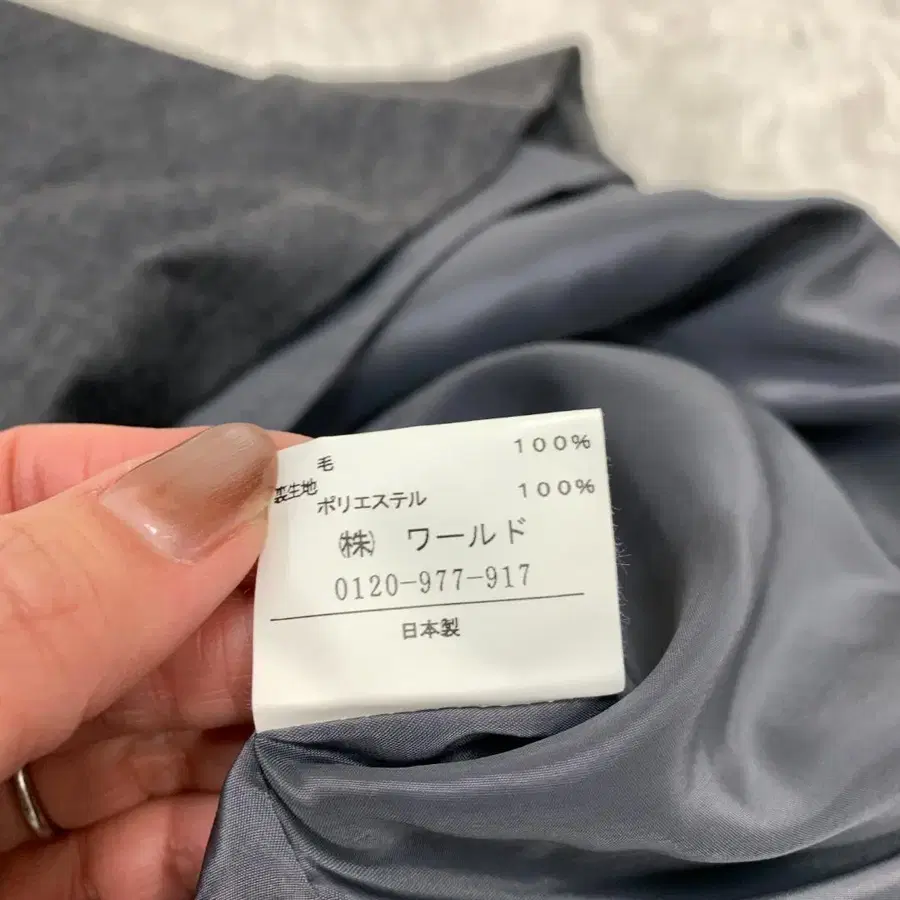 毛 100%
裏生地
ポリエステル 100%
㈱ ワールド
0120-977-917
日本製